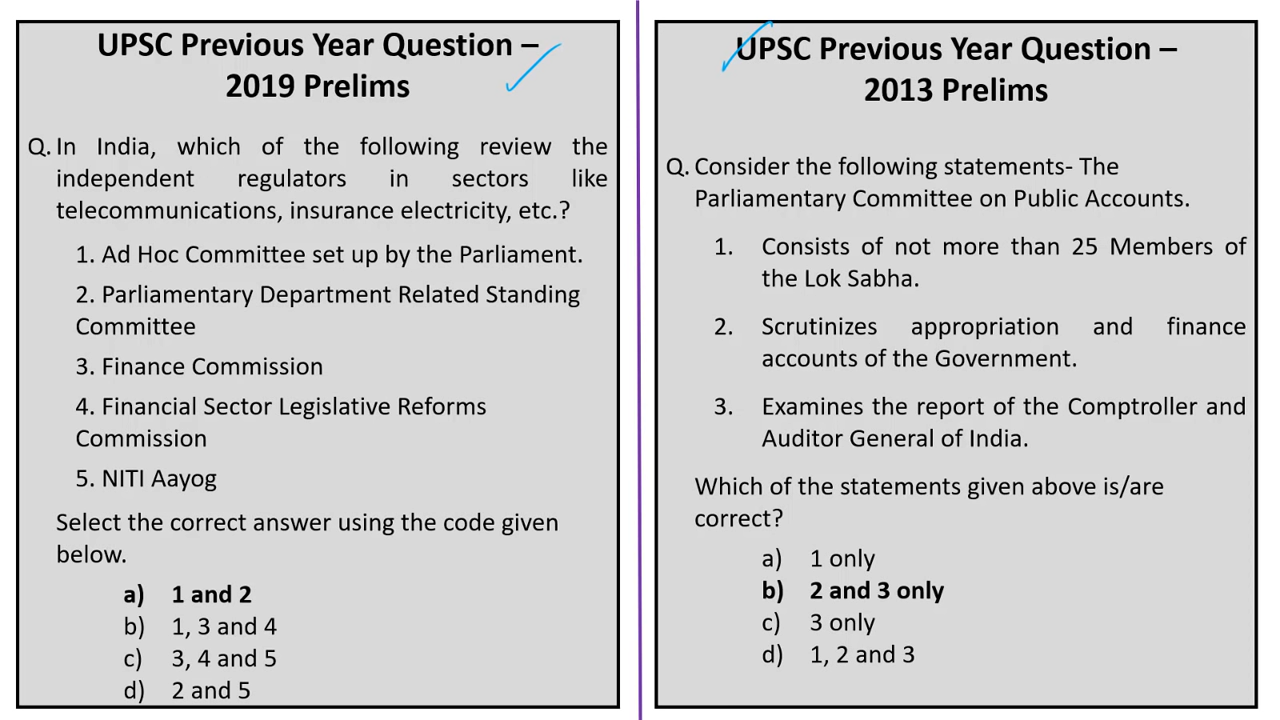 UPSC Previous Year Question –
2019 Prelims
Q. In India, which of the following review the
independent regulators in sectors like
telecommunications, insurance electricity, etc.?
1. Ad Hoc Committee set up by the Parliament.
2. Parliamentary Department Related Standing
Committee
3. Finance Commission
4. Financial Sector Legislative Reforms
Commission
5. NITI Aayog
Select the correct answer using the code given
below.
a) 1 and 2
b) 1, 3 and 4
c) 3, 4 and 5
d) 2 and 5
UPSC Previous Year Question –
2013 Prelims
Q. Consider the following statements- The
Parliamentary Committee on Public Accounts.
1. Consists of not more than 25 Members of
the Lok Sabha.
2. Scrutinizes appropriation and finance
accounts of the Government.
3. Examines the report of the Comptroller and
Auditor General of India.
Which of the statements given above is/are
correct?
a) 1 only
b) 2 and 3 only
c) 3 only
d) 1, 2 and 3